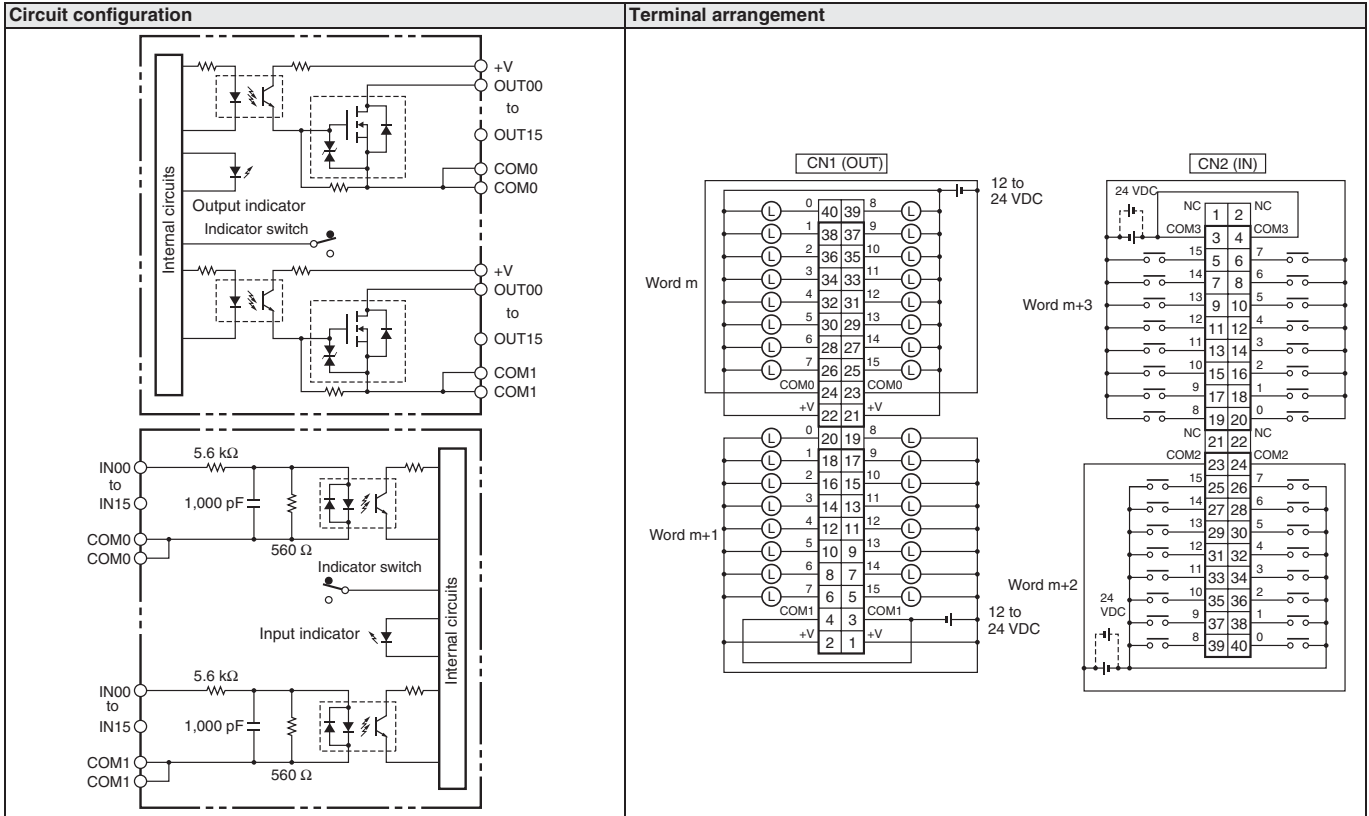 Circuit configuration
Terminal arrangement
+V
OUT00
to
OUT15
COM0
COM0
Internal circuits
Output indicator
Indicator switch
+V
OUT00
to
OUT15
COM1
COM1
IN00
to
IN15
COM0
COM0
5.6 kΩ
1,000 pF
560 Ω
Indicator switch
Input indicator
Internal circuits
IN00
to
IN15
COM1
COM1
5.6 kΩ
1,000 pF
560 Ω
CN1 (OUT)
12 to
24 VDC
Word m
L 0 40 39 8 L
L 1 38 37 9 L
L 2 36 35 10 L
L 3 34 33 11 L
L 4 32 31 12 L
L 5 30 29 13 L
L 6 28 27 14 L
L 7 26 25 15 L
COM0 24 23 COM0
+V 22 21 +V
Word m+1
L 0 20 19 8 L
L 1 18 17 9 L
L 2 16 15 10 L
L 3 14 13 11 L
L 4 12 11 12 L
L 5 10 9 13 L
L 6 8 7 14 L
L 7 6 5 15 L
COM1 4 3 COM1
+V 2 1 +V
12 to
24 VDC
CN2 (IN)
24 VDC
NC 1 2 NC
COM3 3 4 COM3
Word m+3
15 5 6 7
14 7 8 6
13 9 10 5
12 11 12 4
11 13 14 3
10 15 16 2
9 17 18 1
8 19 20 0
NC 21 22 NC
COM2 23 24 COM2
Word m+2
24
VDC
15 25 26 7
14 27 28 6
13 29 30 5
12 31 32 4
11 33 34 3
10 35 36 2
9 37 38 1
8 39 40 0